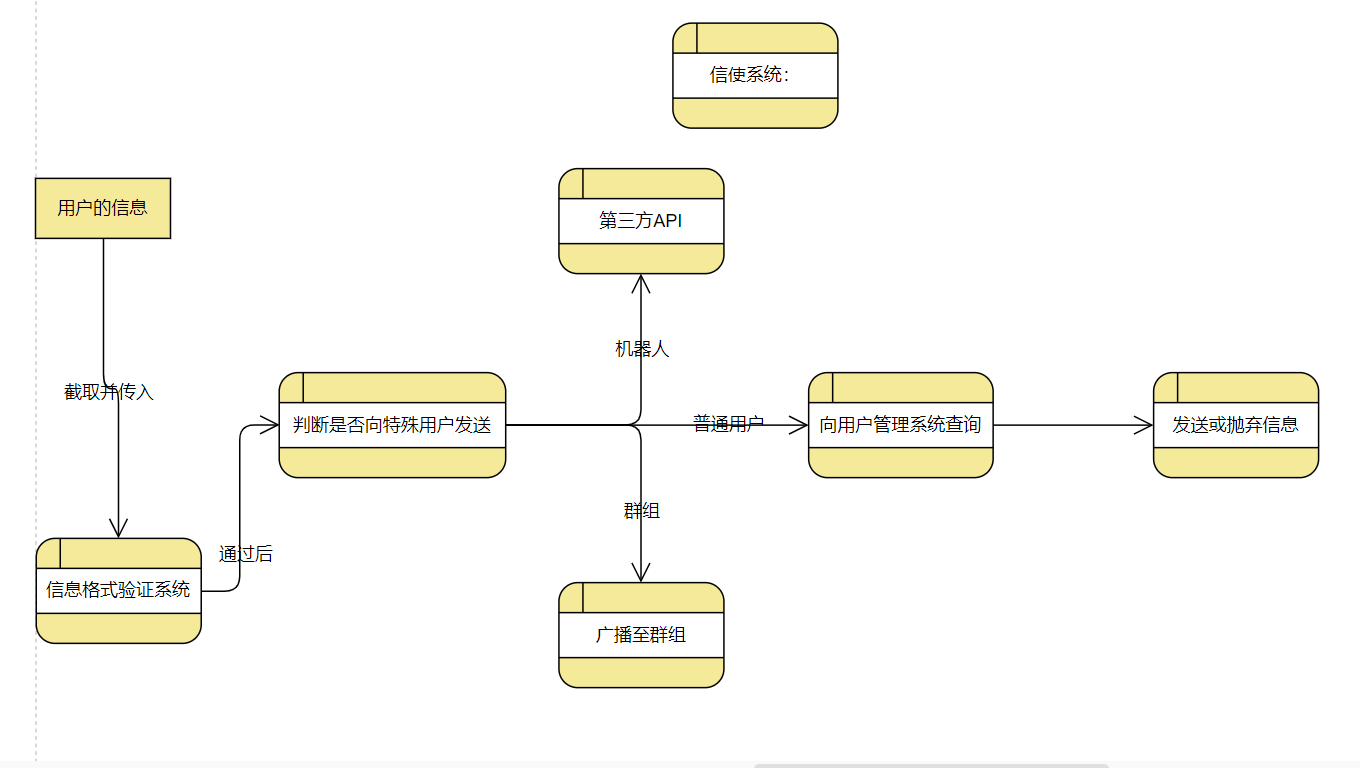 信使系统：
用户的信息
第三方API
机器人
截取并传入
判断是否向特殊用户发送
普通用户
向用户管理系统查询
发送或抛弃信息
群组
通过后
信息格式验证系统
广播至群组